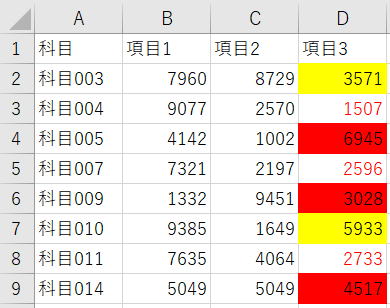 A B C D
1 科目 項目1 項目2 項目3
2 科目003 7960 8729 3571
3 科目004 9077 2570 1507
4 科目005 4142 1002 6945
5 科目007 7321 2197 2596
6 科目009 1332 9451 3028
7 科目010 9385 1649 5933
8 科目011 7635 4064 2733
9 科目014 5049 5049 4517